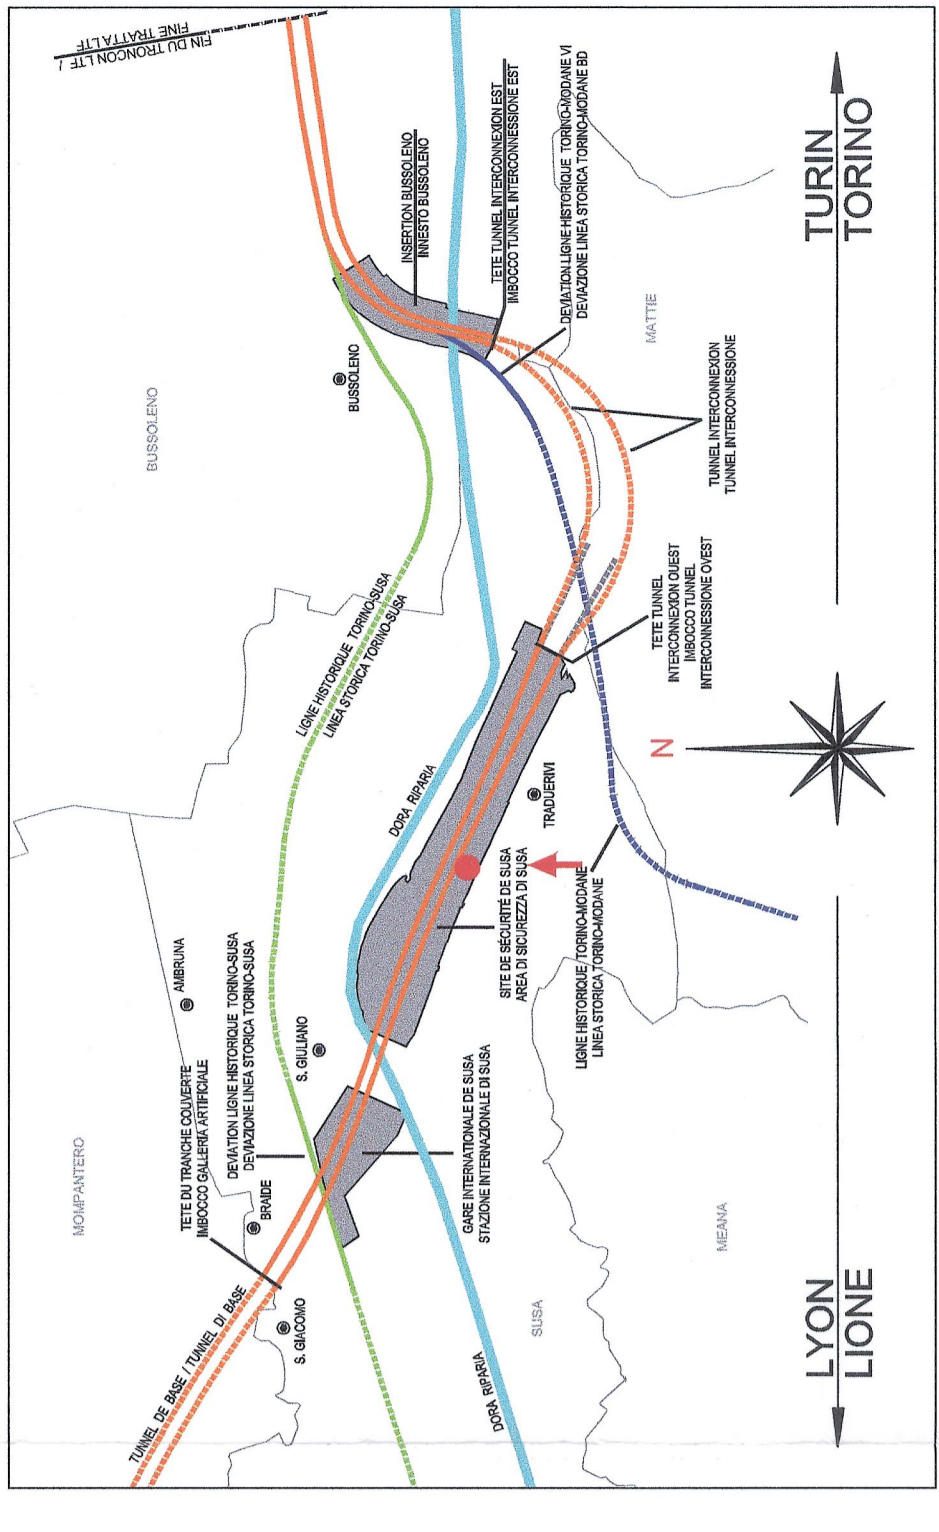 FIN DU TRONCON LTF /
FINE TRATTA LTF
MOMPANTERO
BUSSOLENO
AMBRUNA
TUNNEL DE BASE / TUNNEL DI BASE
TETE DU TRANCHE COUVERTE
IMBOCCO GALLERIA ARTIFICIALE
DEVIATION LIGNE HISTORIQUE TORINO-SUSA
DEVIAZIONE LINEA STORICA TORINO-SUSA
BRAIDE
S. GIACOMO
S. GIULIANO
LIGNE HISTORIQUE TORINO-SUSA
LINEA STORICA TORINO-SUSA
BUSSOLENO
INSERTION BUSSOLENO
INNESTO BUSSOLENO
DORA RIPARIA
DORA RIPARIA
GARE INTERNATIONALE DE SUSA
STAZIONE INTERNAZIONALE DI SUSA
SITE DE SÉCURITÉ DE SUSA
AREA DI SICUREZZA DI SUSA
TRADUERIVI
TETE TUNNEL INTERCONNEXION EST
IMBOCCO TUNNEL INTERCONNESSIONE EST
DEVIATION LIGNE HISTORIQUE TORINO-MODANE VI
DEVIAZIONE LINEA STORICA TORINO-MODANE BD
SUSA
LIGNE HISTORIQUE TORINO-MODANE
LINEA STORICA TORINO-MODANE
N
TETE TUNNEL
INTERCONNEXION OUEST
IMBOCCO TUNNEL
INTERCONNESSIONE OVEST
MATTIE
TUNNEL INTERCONNEXION
TUNNEL INTERCONNESSIONE
MEANA
LYON
LIONE
TURIN
TORINO